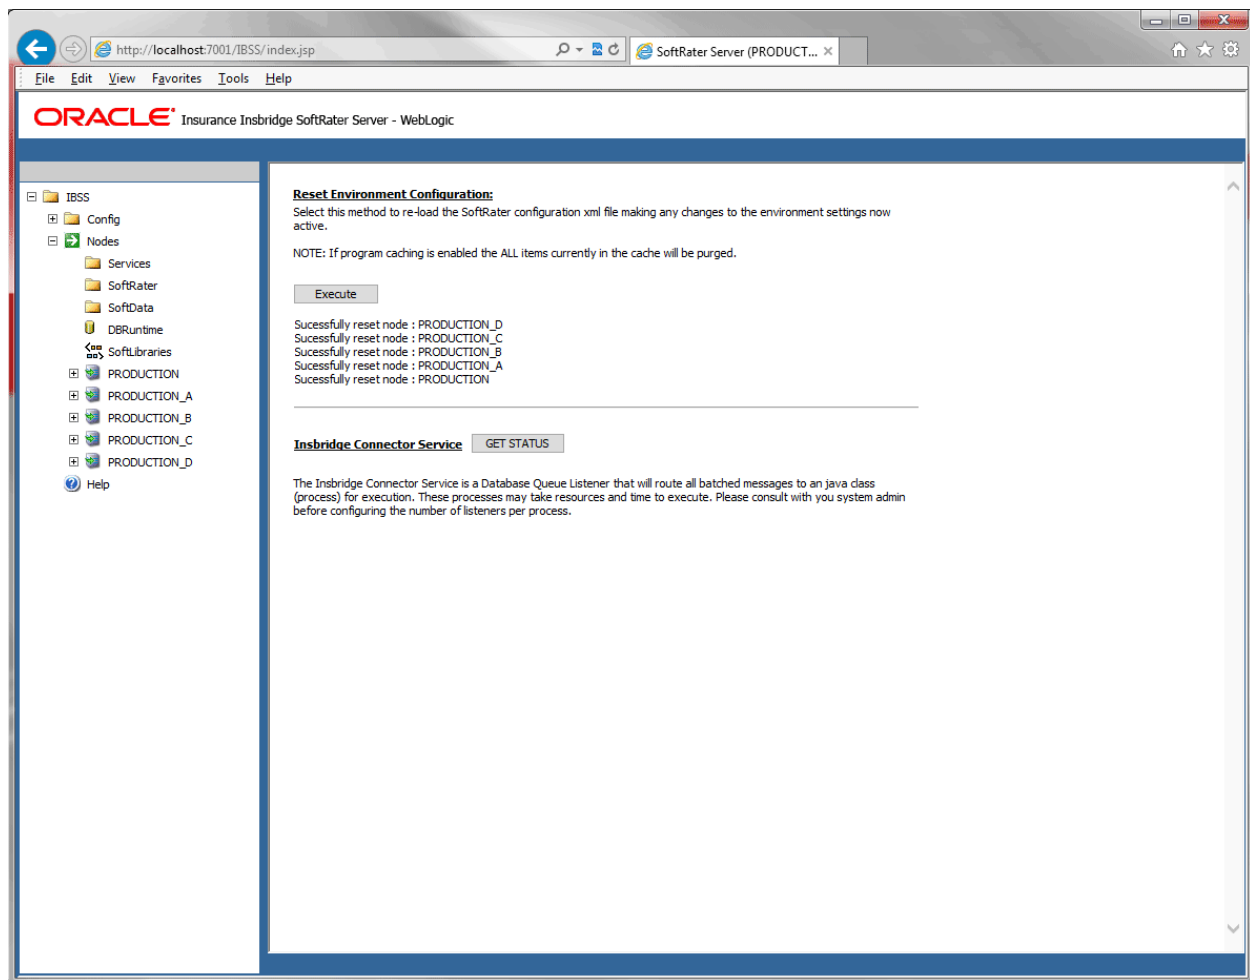 http://localhost:7001/IBSS/index.jsp
SoftRater Server (PRODUCT...
File Edit View Favorites Tools Help
ORACLE Insurance Insbridge SoftRater Server - WebLogic
IBSS
Config
Nodes
Services
SoftRater
SoftData
DBRuntime
SoftLibraries
PRODUCTION
PRODUCTION_A
PRODUCTION_B
PRODUCTION_C
PRODUCTION_D
Help
Reset Environment Configuration:
Select this method to re-load the SoftRater configuration xml file making any changes to the environment settings now
active.
NOTE: If program caching is enabled the ALL items currently in the cache will be purged.
Execute
Sucessfully reset node : PRODUCTION_D
Sucessfully reset node : PRODUCTION_C
Sucessfully reset node : PRODUCTION_B
Sucessfully reset node : PRODUCTION_A
Sucessfully reset node : PRODUCTION
Insbridge Connector Service GET STATUS
The Insbridge Connector Service is a Database Queue Listener that will route all batched messages to an java class
(process) for execution. These processes may take resources and time to execute. Please consult with you system admin
before configuring the number of listeners per process.